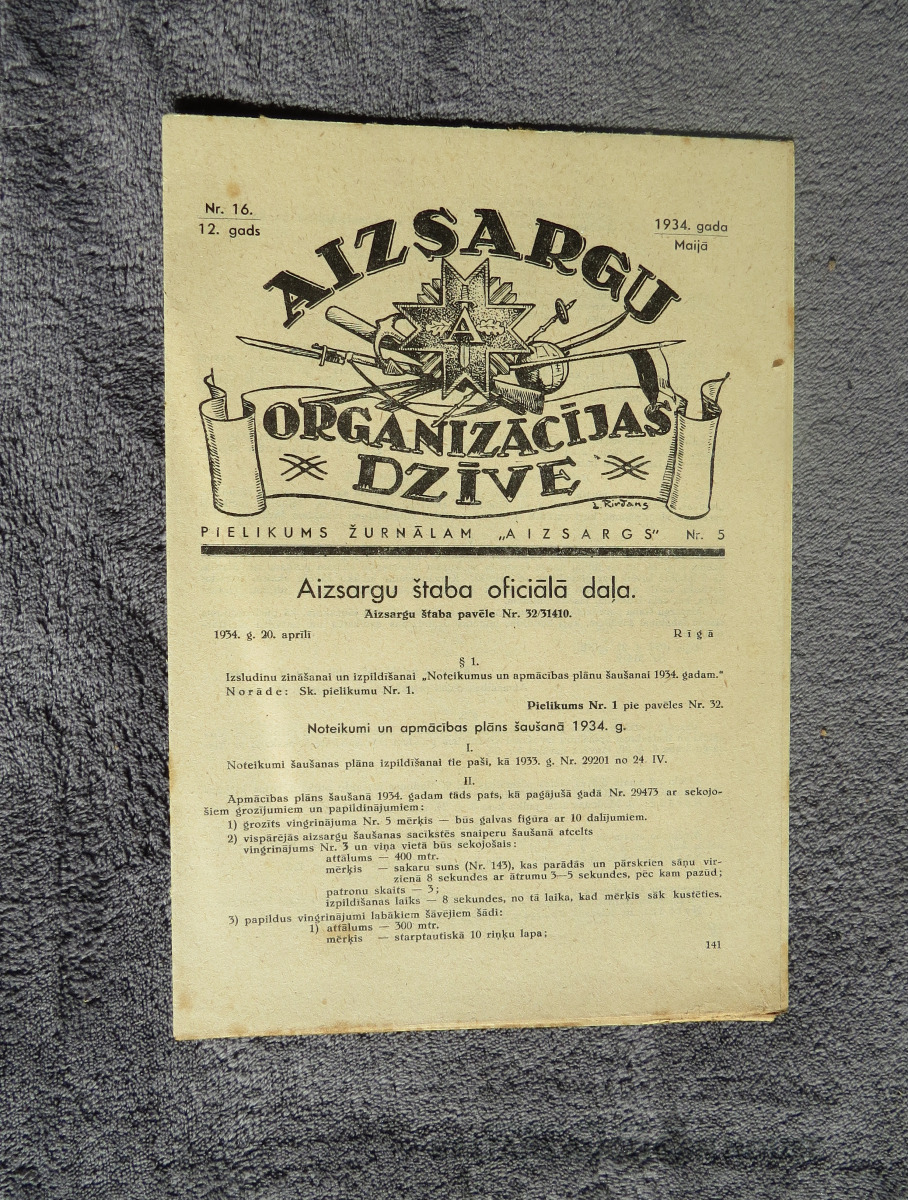 Nr. 16.
12. gads
1934. gada
Maijā
AIZSARGU
A
ORGANIZĀCIJAS
DZĪVE
PIELIKUMS ŽURNĀLAM „AIZSARGS" Nr. 5
Aizsargu štaba oficiālā daļa.
Aizsargu štaba pavēle Nr. 32/31410.
1934. g. 20. aprilī Rīgā
§ 1.
Izsludinu zināšanai un izpildīšanai „Noteikumus un apmācības plānu šaušanai 1934. gadam."
Norāde: Sk. pielikumu Nr. 1.
Pielikums Nr. 1 pie pavēles Nr. 32.
Noteikumi un apmācības plāns šaušanā 1934. g.
I.
Noteikumi šaušanas plāna izpildīšanai tie paši, kā 1933. g. Nr. 29201 no 24. IV.
II.
Apmācības plāns šaušanā 1934. gadam tāds pats, kā pagājušā gadā Nr. 29473 ar sekojo-
šiem grozījumiem un papildinājumiem:
1) grozīts vingrinājuma Nr. 5 mērķis — būs galvas figūra ar 10 dalījumiem.
2) vispārējās aizsargu šaušanas sacīkstēs snaiperu šaušanā atcelts
vingrinājums Nr. 3 un viņa vietā būs sekojošais:
attālums — 400 mtr.
mērķis — sakaru suns (Nr. 143), kas parādās un pārskrien sāņu vir-
zienā 8 sekundes ar ātrumu 3—5 sekundes, pēc kam pazūd;
patronu skaits — 3;
izpildīšanas laiks — 8 sekundes, no tā laika, kad mērķis sāk kustēties.
3) papildus vingrinājumi labākiem šāvējiem šādi:
1) attālums — 300 mtr.
mērķis — starptautiskā 10 riņķu lapa;
141